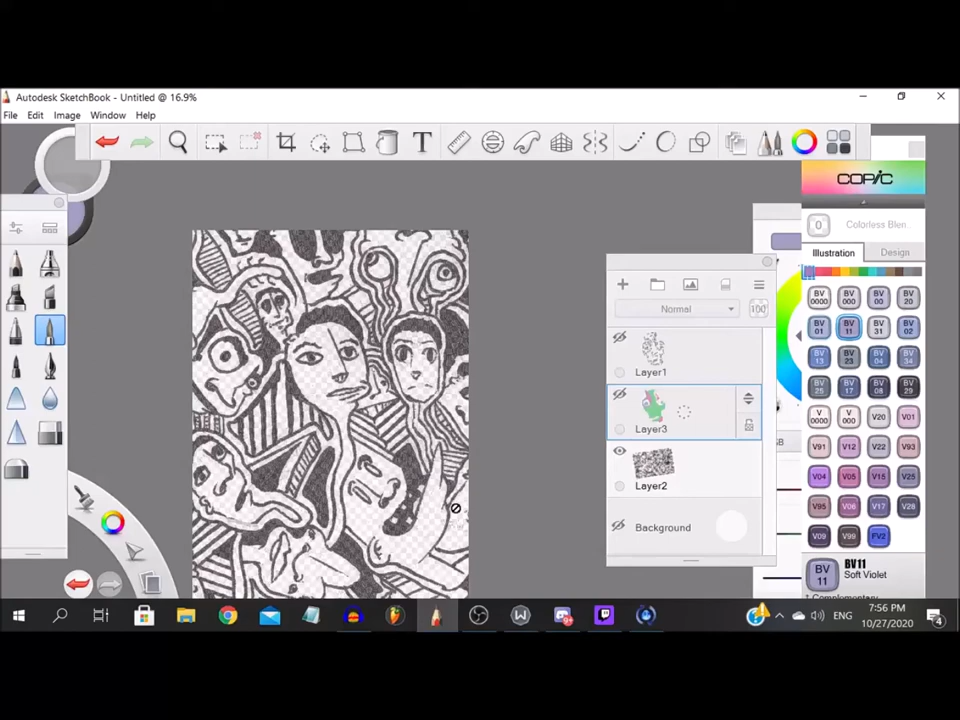 Autodesk SketchBook - Untitled @ 16.9%
File Edit Image Window Help
T
COPIC
0 Colorless Blen
Illustration Design
Normal 100
BV 0000 BV 000 BV 00 BV 20
BV 01 BV 11 BV 31 BV 02
BV 13 BV 23 BV 04 BV 34
BV 25 BV 17 BV 08 BV 29
V 0000 V 000 V20 V01
V91 V12 V22 V93
V04 V05 V15 V25
V95 V06 V17 V28
V09 V99 FV2
Layer1
Layer3
Layer2
Background
BV 11
BV11
Soft Violet
ENG
7:56 PM
10/27/2020
4